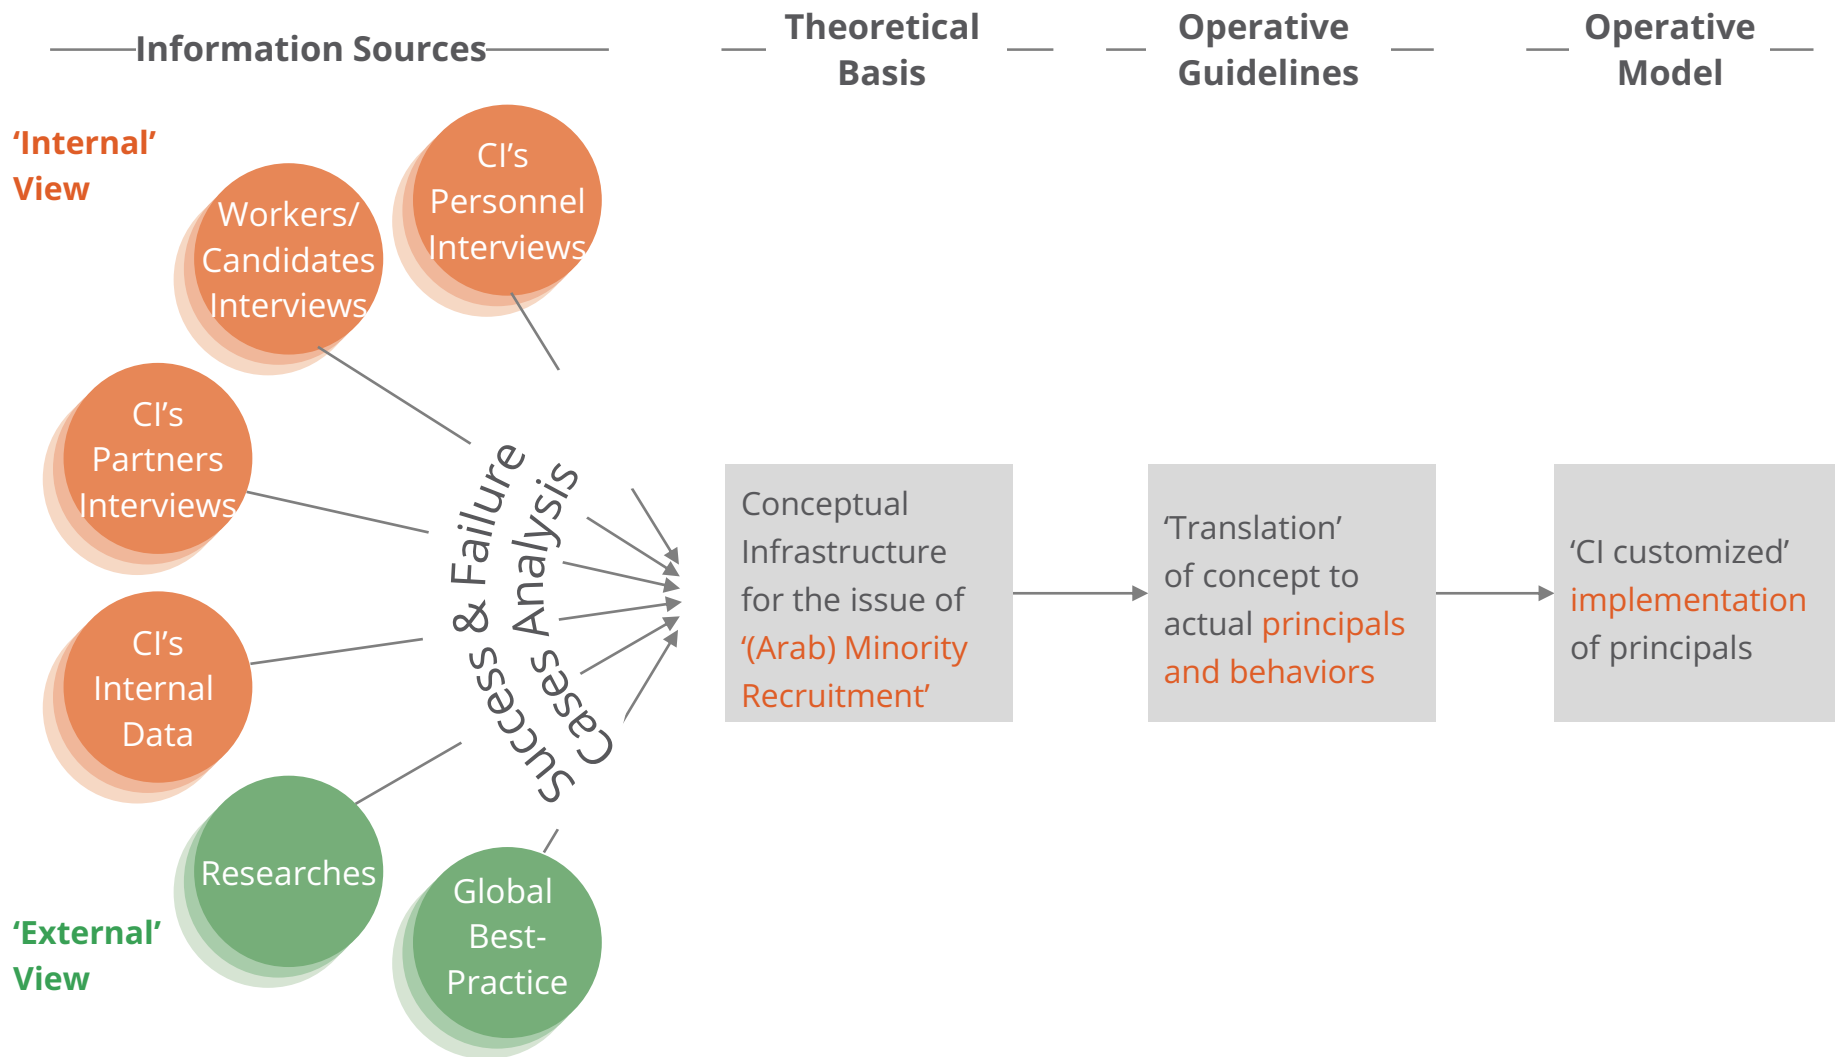 Information Sources
Theoretical
Basis
Operative
Guidelines
Operative
Model
‘Internal’
View
CI’s
Personnel
Interviews
Workers/
Candidates
Interviews
CI’s
Partners
Interviews
CI’s
Internal
Data
Researches
Global
Best-
Practice
‘External’
View
Success & Failure
Cases Analysis
Conceptual
Infrastructure
for the issue of
‘(Arab) Minority
Recruitment’
‘Translation’
of concept to
actual principals
and behaviors
‘CI customized’
implementation
of principals